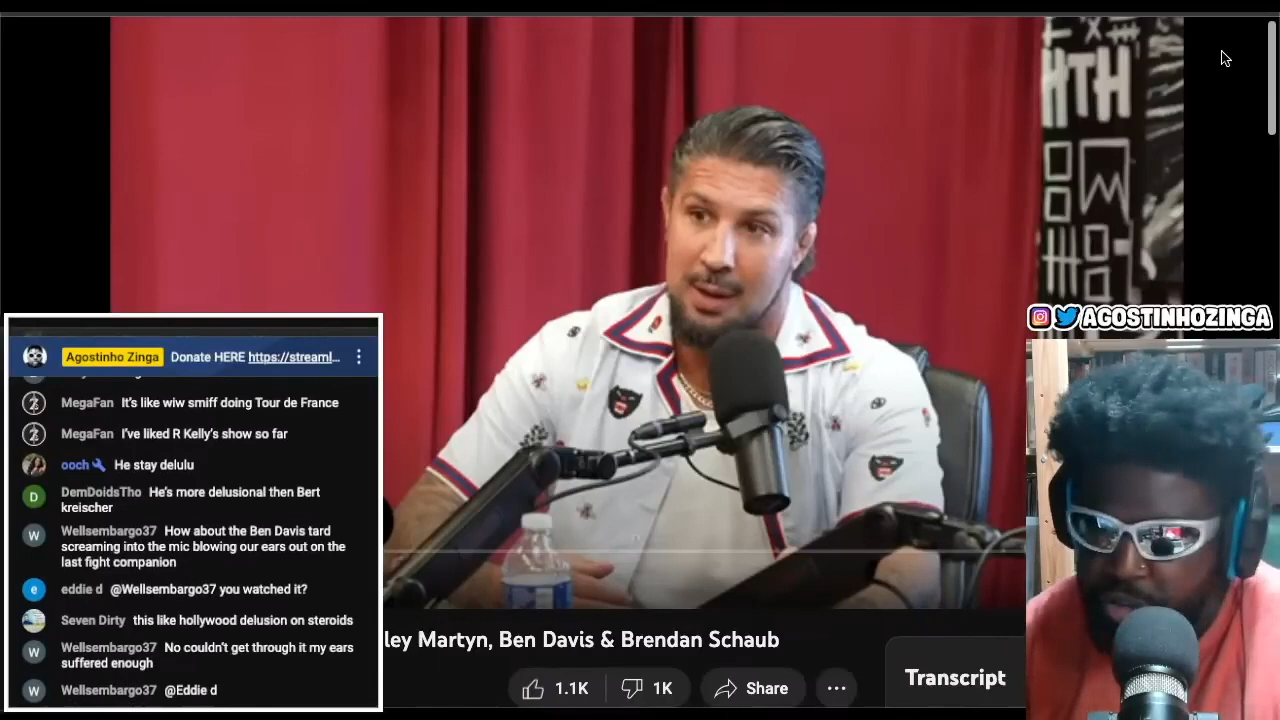 HTH
AGOSTINHOZINGA
Agostinho Zinga Donate HERE https://streaml...
MegaFan It's like wiw smiff doing Tour de France
MegaFan I've liked R Kelly's show so far
ooch He stay delulu
DemDoidsTho He's more delusional then Bert
kreischer
Wellsembargo37 How about the Ben Davis tard
screaming into the mic blowing our ears out on the
last fight companion
eddie d @Wellsembargo37 you watched it?
Seven Dirty this like hollywood delusion on steroids
Wellsembargo37 No couldn't get through it my ears
suffered enough
Wellsembargo37 @Eddie d
ley Martyn, Ben Davis & Brendan Schaub
1.1K 1K Share ...
Transcript